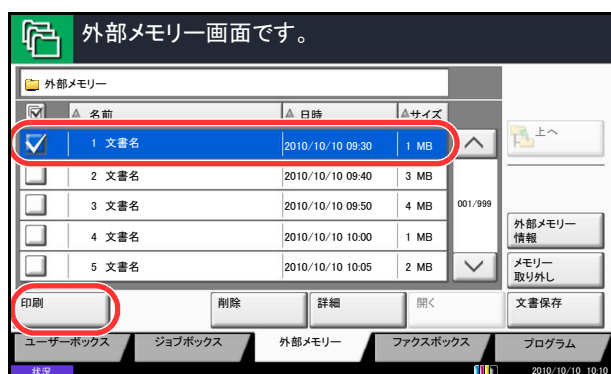 外部メモリー画面です。
外部メモリー
名前 日時 サイズ
1 文書名 2010/10/10 09:30 1 MB
上へ
2 文書名 2010/10/10 09:40 3 MB
3 文書名 2010/10/10 09:50 4 MB
001/999
4 文書名 2010/10/10 10:00 1 MB
外部メモリー
情報
5 文書名 2010/10/10 10:05 2 MB
メモリー
取り外し
印刷 削除 詳細 開く 文書保存
ユーザーボックス ジョブボックス 外部メモリー ファクスボックス プログラム
状況 2010/10/10 10:10